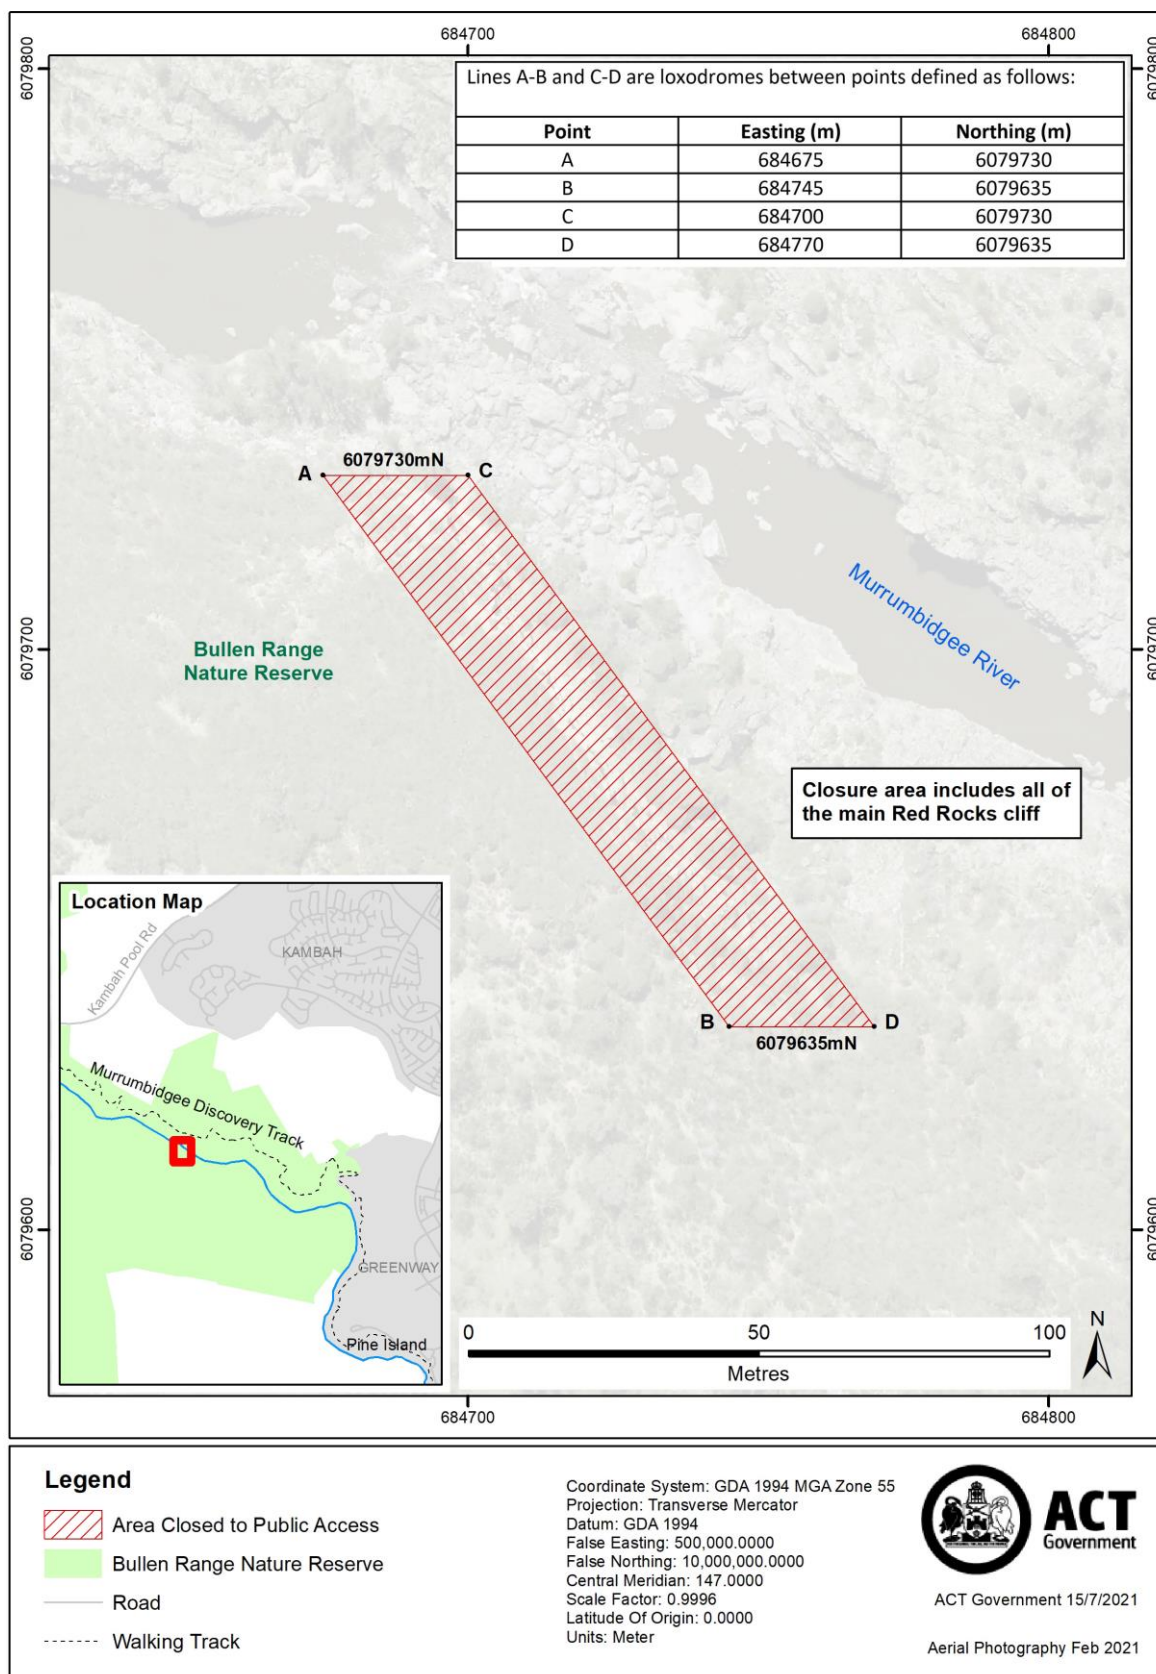 684700 684800
6079800 6079800
Lines A-B and C-D are loxodromes between points defined as follows:
Point Easting (m) Northing (m)
A 684675 6079730
B 684745 6079635
C 684700 6079730
D 684770 6079635
6079730mN
A C
Murrumbidgee River
6079700 6079700
Bullen Range
Nature Reserve
Closure area includes all of
the main Red Rocks cliff
B D
6079635mN
Location Map
Kambah Pool Rd
KAMBAH
Murrumbidgee Discovery Track
GREENWAY
Pine Island
6079600 6079600
0 50 100
Metres
N
684700 684800
Legend
Area Closed to Public Access
Bullen Range Nature Reserve
Road
Walking Track
Coordinate System: GDA 1994 MGA Zone 55
Projection: Transverse Mercator
Datum: GDA 1994
False Easting: 500,000.0000
False Northing: 10,000,000.0000
Central Meridian: 147.0000
Scale Factor: 0.9996
Latitude Of Origin: 0.0000
Units: Meter
ACT
Government
ACT Government 15/7/2021
Aerial Photography Feb 2021